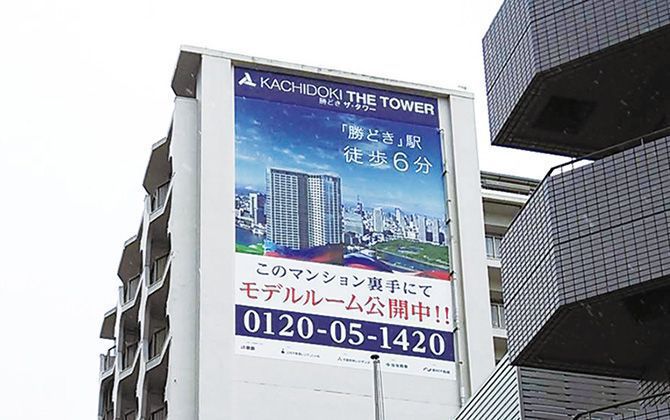 KACHIDOKI THE TOWER
勝どき ザ・タワー
「勝どき」駅
徒歩6分
このマンション裏手にて
モデルルーム公開中!!
0120-05-1420